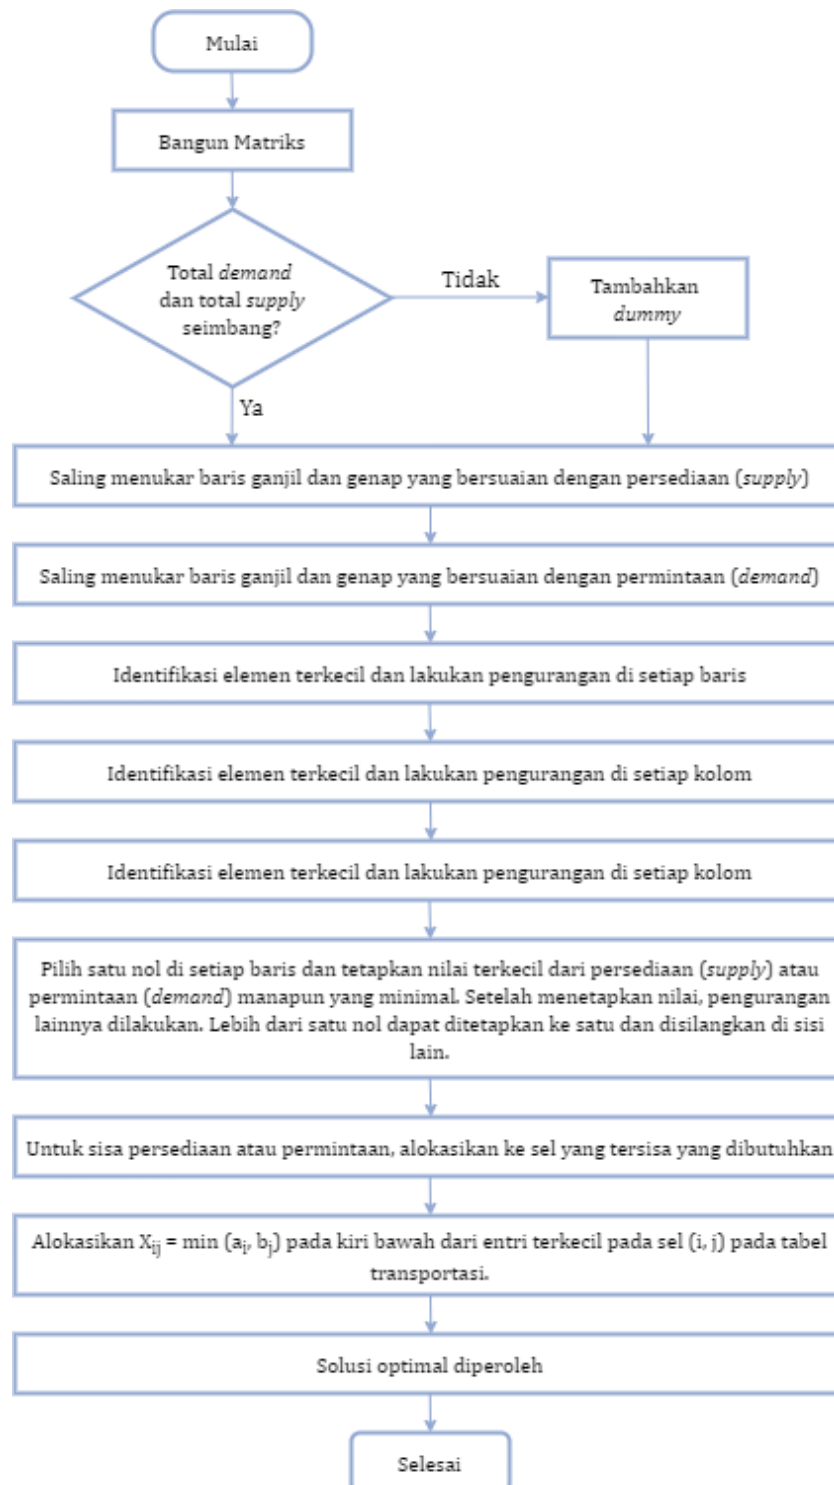 Mulai
Bangun Matriks
Total demand
dan total supply
seimbang?
Tidak
Tambahkan
dummy
Ya
Saling menukar baris ganjil dan genap yang bersuaian dengan persediaan (supply)
Saling menukar baris ganjil dan genap yang bersuaian dengan permintaan (demand)
Identifikasi elemen terkecil dan lakukan pengurangan di setiap baris
Identifikasi elemen terkecil dan lakukan pengurangan di setiap kolom
Identifikasi elemen terkecil dan lakukan pengurangan di setiap kolom
Pilih satu nol di setiap baris dan tetapkan nilai terkecil dari persediaan (supply) atau
permintaan (demand) manapun yang minimal. Setelah menetapkan nilai, pengurangan
lainnya dilakukan. Lebih dari satu nol dapat ditetapkan ke satu dan disilangkan di sisi
lain.
Untuk sisa persediaan atau permintaan, alokasikan ke sel yang tersisa yang dibutuhkan
Alokasikan X_ij = min (a_i, b_j) pada kiri bawah dari entri terkecil pada sel (i, j) pada tabel
transportasi.
Solusi optimal diperoleh
Selesai